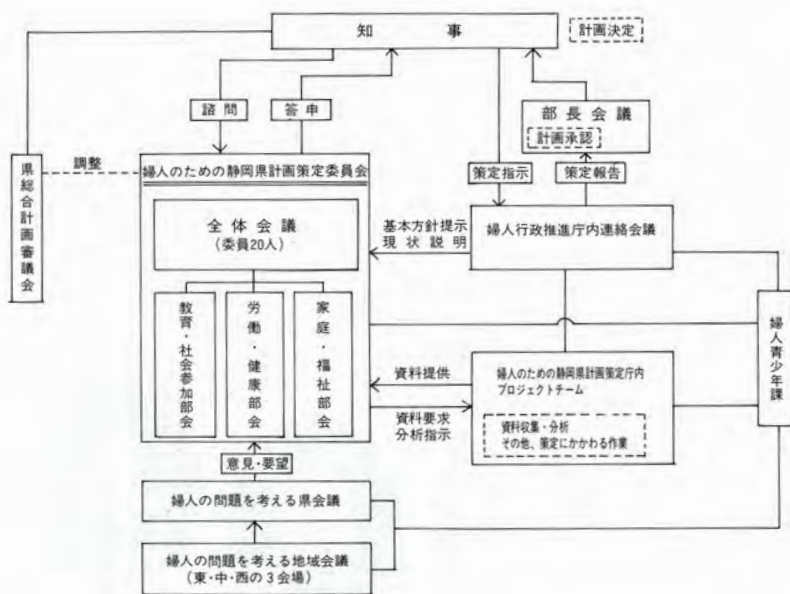 知事
計画決定
諮問
答申
部長会議
計画承認
県総合計画審議会
調整
婦人のための静岡県計画策定委員会
策定指示
策定報告
全体会議
(委員20人)
基本方針提示
現状説明
婦人行政推進庁内連絡会議
教育・社会参加部会
労働・健康部会
家庭・福祉部会
婦人青少年課
資料提供
婦人のための静岡県計画策定庁内
プロジェクトチーム
資料要求
分析指示
資料収集・分析
その他、策定にかかわる作業
意見・要望
婦人の問題を考える県会議
婦人の問題を考える地域会議
(東・中・西の3会場)